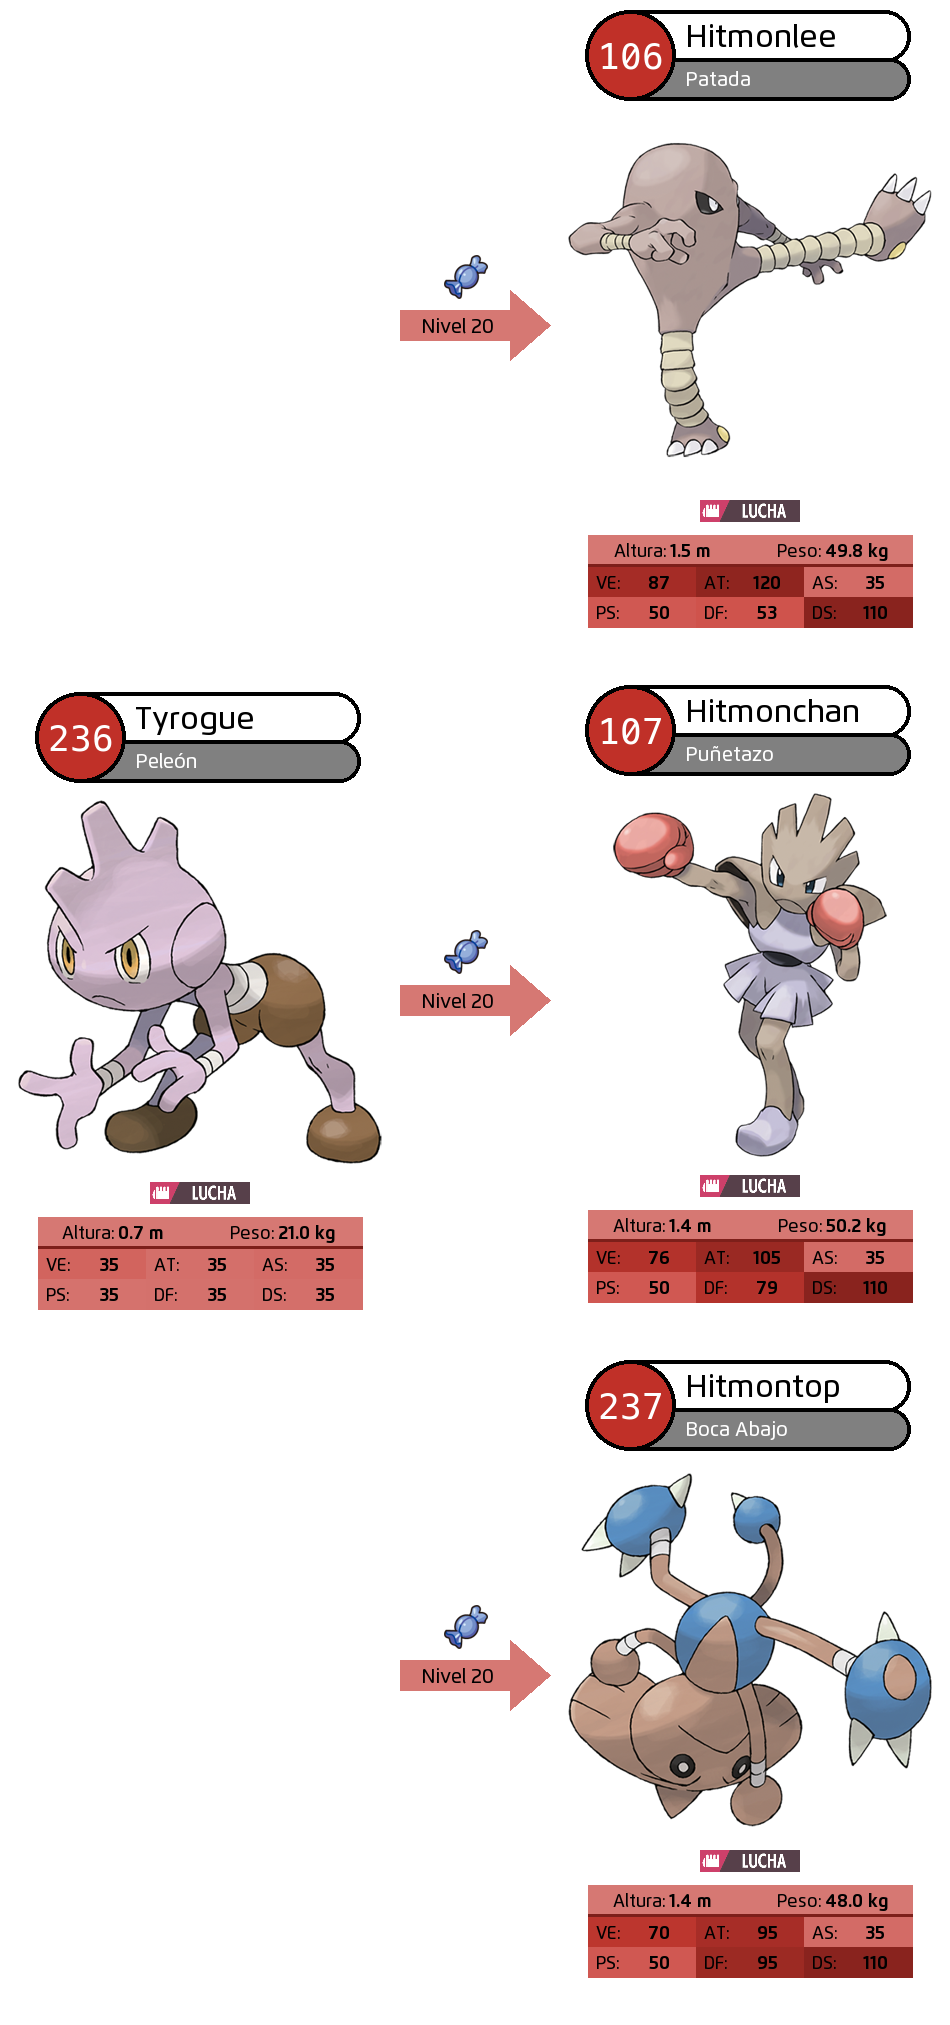 106
Hitmonlee
Patada
Nivel 20
LUCHA
Altura: 1.5 m Peso: 49.8 kg
VE: 87 AT: 120 AS: 35
PS: 50 DF: 53 DS: 110
236
Tyrogue
Peleón
LUCHA
Altura: 0.7 m Peso: 21.0 kg
VE: 35 AT: 35 AS: 35
PS: 35 DF: 35 DS: 35
Nivel 20
107
Hitmonchan
Puñetazo
LUCHA
Altura: 1.4 m Peso: 50.2 kg
VE: 76 AT: 105 AS: 35
PS: 50 DF: 79 DS: 110
237
Hitmontop
Boca Abajo
Nivel 20
LUCHA
Altura: 1.4 m Peso: 48.0 kg
VE: 70 AT: 95 AS: 35
PS: 50 DF: 95 DS: 110